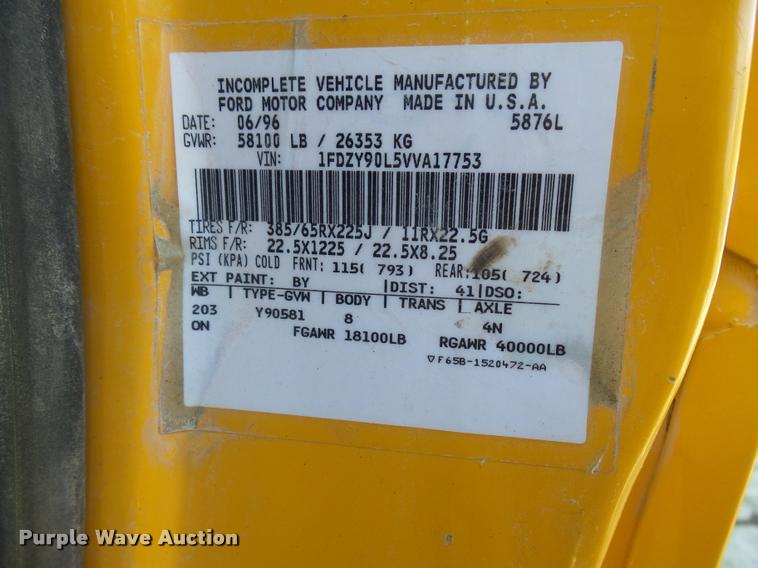 INCOMPLETE VEHICLE MANUFACTURED BY
FORD MOTOR COMPANY MADE IN U.S.A.
DATE: 06/96 5876L
GVWR: 58100 LB / 26353 KG
VIN: 1FDZY90L5VVA17753
TIRES F/R: 385/65RX225J / 11RX22.5G
RIMS F/R: 22.5X1225 / 22.5X8.25
PSI (KPA) COLD FRNT: 115( 793) REAR: 105( 724)
EXT PAINT: BY |DIST: 41|DSO:
WB | TYPE-GVW | BODY | TRANS | AXLE
203 Y90581 8 4N
ON FGAWR 18100LB RGAWR 40000LB
▽F65B-1520472-AA
Purple Wave Auction